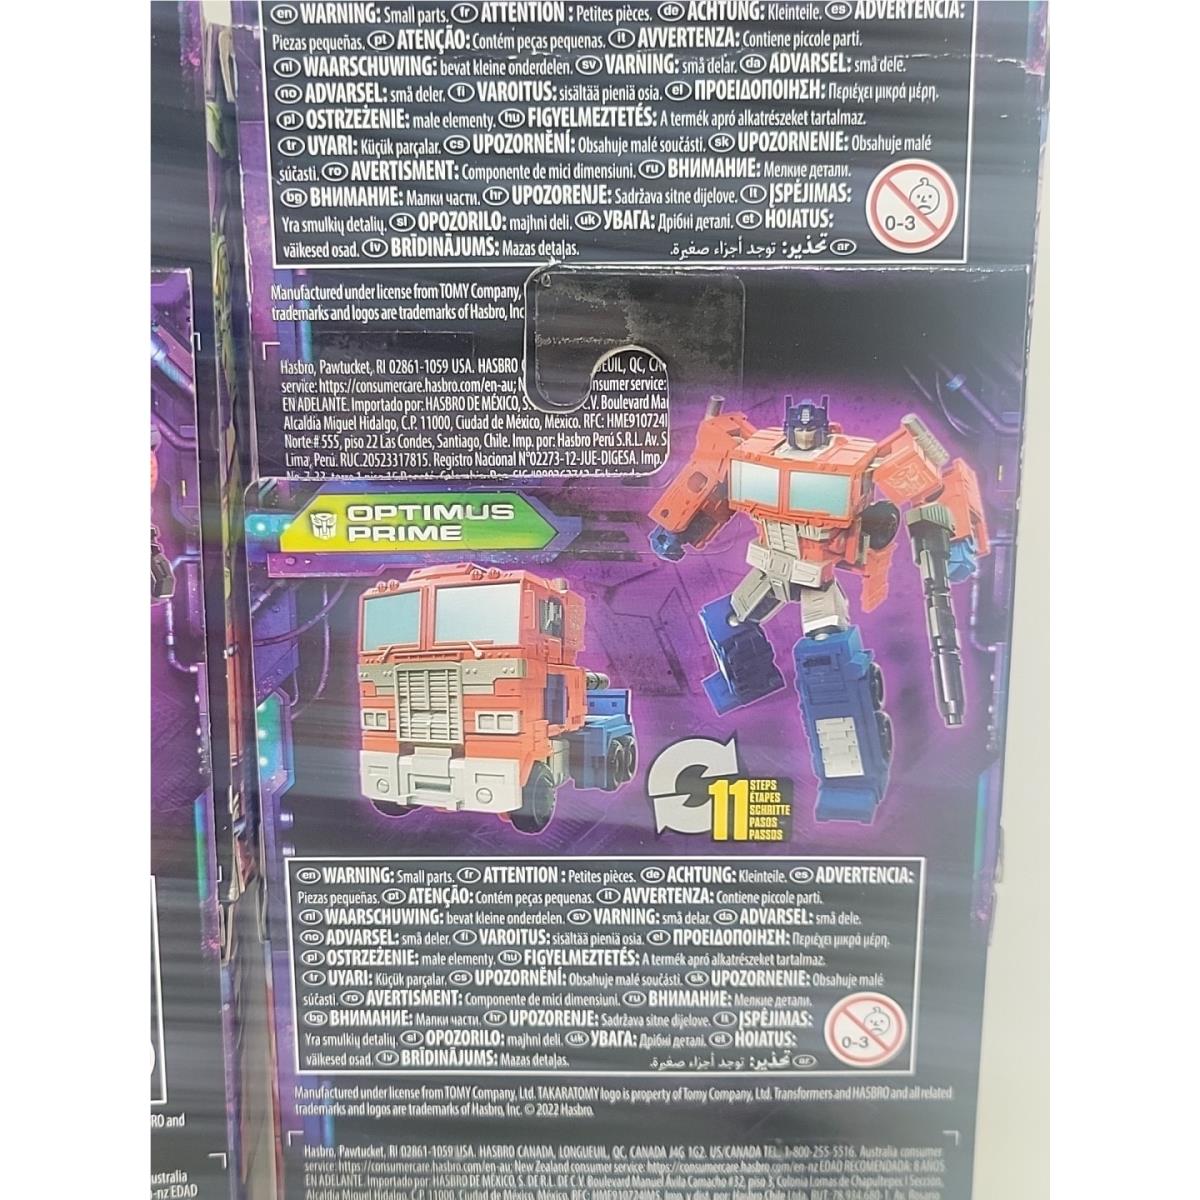 en WARNING: Small parts. fr ATTENTION : Petites pièces. de ACHTUNG: Kleinteile. es ADVERTENCIA:
Piezas pequeñas. pt ATENÇÃO: Contém peças pequenas. it AVVERTENZA: Contiene piccole parti.
nl WAARSCHUWING: bevat kleine onderdelen. sv VARNING: små delar. da ADVARSEL: små dele.
no ADVARSEL: små deler. fi VAROITUS: sisältää pieniä osia. el ΠΡΟΕΙΔΟΠΟΙΗΣΗ: Περιέχει μικρά μέρη.
pl OSTRZEŻENIE: małe elementy. hu FIGYELMEZTETÉS: A termék apró alkatrészeket tartalmaz.
tr UYARI: Küçük parçalar. cs UPOZORNĚNÍ: Obsahuje malé součásti. sk UPOZORNENIE: Obsahuje malé
súčasti. ro AVERTISMENT: Componente de mici dimensiuni. ru ВНИМАНИЕ: Мелкие детали.
bg ВНИМАНИЕ: Малки части. hr UPOZORENJE: Sadržava sitne dijelove. lt ĮSPĖJIMAS:
Yra smulkių detalių. sl OPOZORILO: majhni deli. uk УВАГА: Дрібні деталі. et HOIATUS:
väikesed osad. lv BRĪDINĀJUMS: Mazas detaļas. ar تحذير: توجد أجزاء صغيرة.
0-3
Manufactured under license from TOMY Company,
trademarks and logos are trademarks of Hasbro, Inc
Hasbro, Pawtucket, RI 02861-1059 USA. HASBRO
service: https://consumercare.hasbro.com/en-au; nsumer service:
EN ADELANTE. Importado por: HASBRO DE MÉXICO, S. C.V. Boulevard
Alcaldía Miguel Hidalgo, C.P. 11000, Ciudad de México, México. RFC: HME910724
Norte # 555, piso 22 Las Condes, Santiago, Chile. Imp. por: Hasbro Perú S.R.L. Av. S
Lima, Perú. RUC.20523317815. Registro Nacional N°02273-12-JUE-DIGESA. Imp.
OPTIMUS
PRIME
11
STEPS
ÉTAPES
SCHRITTE
PASOS
PASSOS
en WARNING: Small parts. fr ATTENTION : Petites pièces. de ACHTUNG: Kleinteile. es ADVERTENCIA:
Piezas pequeñas. pt ATENÇÃO: Contém peças pequenas. it AVVERTENZA: Contiene piccole parti.
nl WAARSCHUWING: bevat kleine onderdelen. sv VARNING: små delar. da ADVARSEL: små dele.
no ADVARSEL: små deler. fi VAROITUS: sisältää pieniä osia. el ΠΡΟΕΙΔΟΠΟΙΗΣΗ: Περιέχει μικρά μέρη.
pl OSTRZEŻENIE: małe elementy. hu FIGYELMEZTETÉS: A termék apró alkatrészeket tartalmaz.
tr UYARI: Küçük parçalar. cs UPOZORNĚNÍ: Obsahuje malé součásti. sk UPOZORNENIE: Obsahuje malé
súčasti. ro AVERTISMENT: Componente de mici dimensiuni. ru ВНИМАНИЕ: Мелкие детали.
bg ВНИМАНИЕ: Малки части. hr UPOZORENJE: Sadržava sitne dijelove. lt ĮSPĖJIMAS:
Yra smulkių detalių. sl OPOZORILO: majhni deli. uk УВАГА: Дрібні деталі. et HOIATUS:
väikesed osad. lv BRĪDINĀJUMS: Mazas detaļas. ar تحذير: توجد أجزاء صغيرة.
0-3
Manufactured under license from TOMY Company, Ltd. TAKARATOMY logo is property of Tomy Company, Ltd. Transformers and HASBRO and all related
trademarks and logos are trademarks of Hasbro, Inc. © 2022 Hasbro.
Hasbro, Pawtucket, RI 02861-1059 USA. HASBRO CANADA, LONGUEUIL, QC, CANADA J4G 1G2. US/CANADA TEL. 1-800-255-5516. Australia consumer
service: https://consumercare.hasbro.com/en-au; New Zealand consumer service: https://consumercare.hasbro.com/en-nz EDAD RECOMENDADA: 8 AÑOS
EN ADELANTE. Importado por: HASBRO DE MÉXICO, S. DE R.L. DE C.V. Boulevard Manuel Ávila Camacho #32, piso 3, Colonia Lomas de Chapultepec I Sección,
Alcaldía Miguel Hidalgo, C.P. 11000, Ciudad de México, México.
RO and
ustralia
-nz EDAD